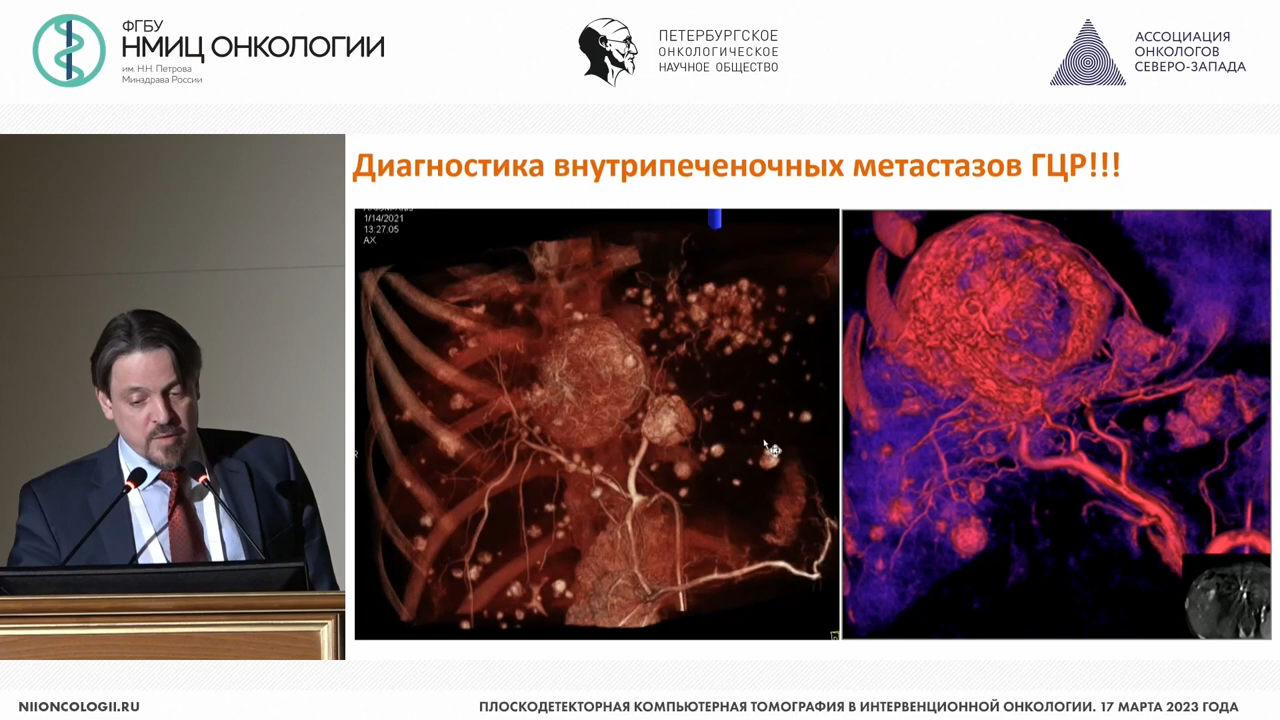 ФГБУ
НМИЦ ОНКОЛОГИИ
им. Н.Н. Петрова
Минздрава России
ПЕТЕРБУРГСКОЕ
ОНКОЛОГИЧЕСКОЕ
НАУЧНОЕ ОБЩЕСТВО
АССОЦИАЦИЯ
ОНКОЛОГОВ
СЕВЕРО-ЗАПАДА
Диагностика внутрипеченочных метастазов ГЦР!!!
1/14/2021
13:27.05
AX
R
NIIONCOLOGII.RU
ПЛОСКОДЕТЕКТОРНАЯ КОМПЬЮТЕРНАЯ ТОМОГРАФИЯ В ИНТЕРВЕНЦИОННОЙ ОНКОЛОГИИ. 17 МАРТА 2023 ГОДА